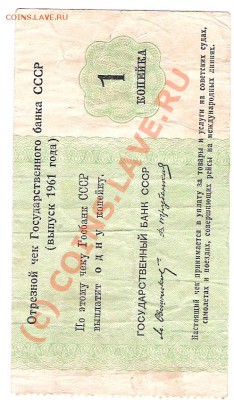 Отрезной чек Государственного банка СССР
(выпуск 1961 года)
По этому чеку Госбанк СССР
выплатит одну копейку.
1
КОПЕЙКА
ГОСУДАРСТВЕННЫЙ БАНК СССР
Настоящий чек принимается в уплату за товары и услуги на советских судах,
самолетах и поездах, совершающих рейсы на международных линиях.
COINS.LAVE.RU
(c) COINS.LAVE.RU